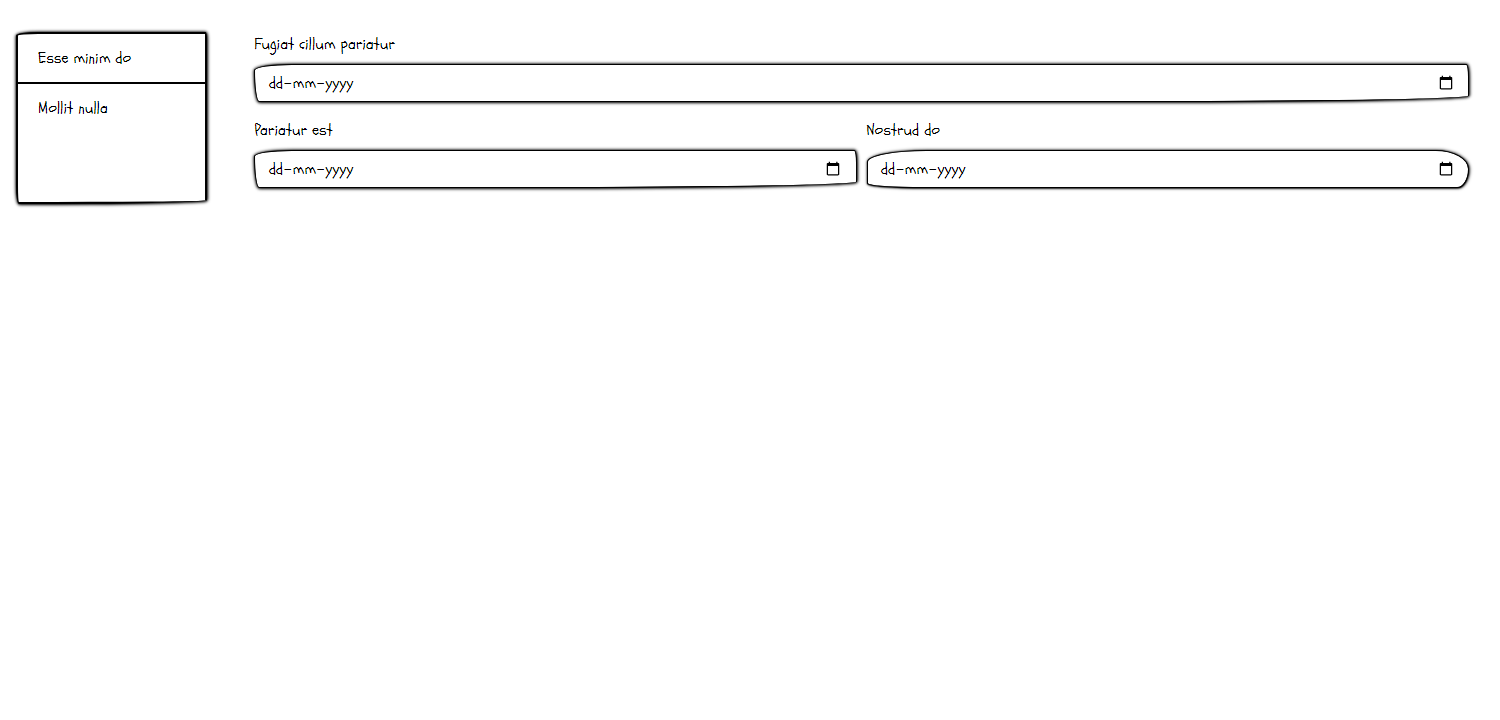 Esse minim do
Mollit nulla
Fugiat cillum pariatur
dd-mm-yyyy
Pariatur est
dd-mm-yyyy
Nostrud do
dd-mm-yyyy